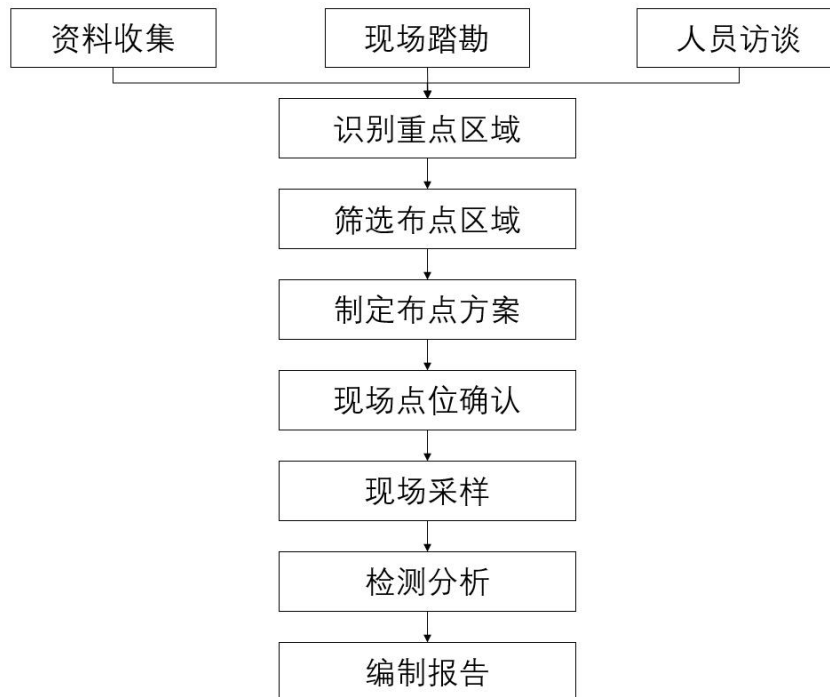 资料收集
现场踏勘
人员访谈
识别重点区域
筛选布点区域
制定布点方案
现场点位确认
现场采样
检测分析
编制报告